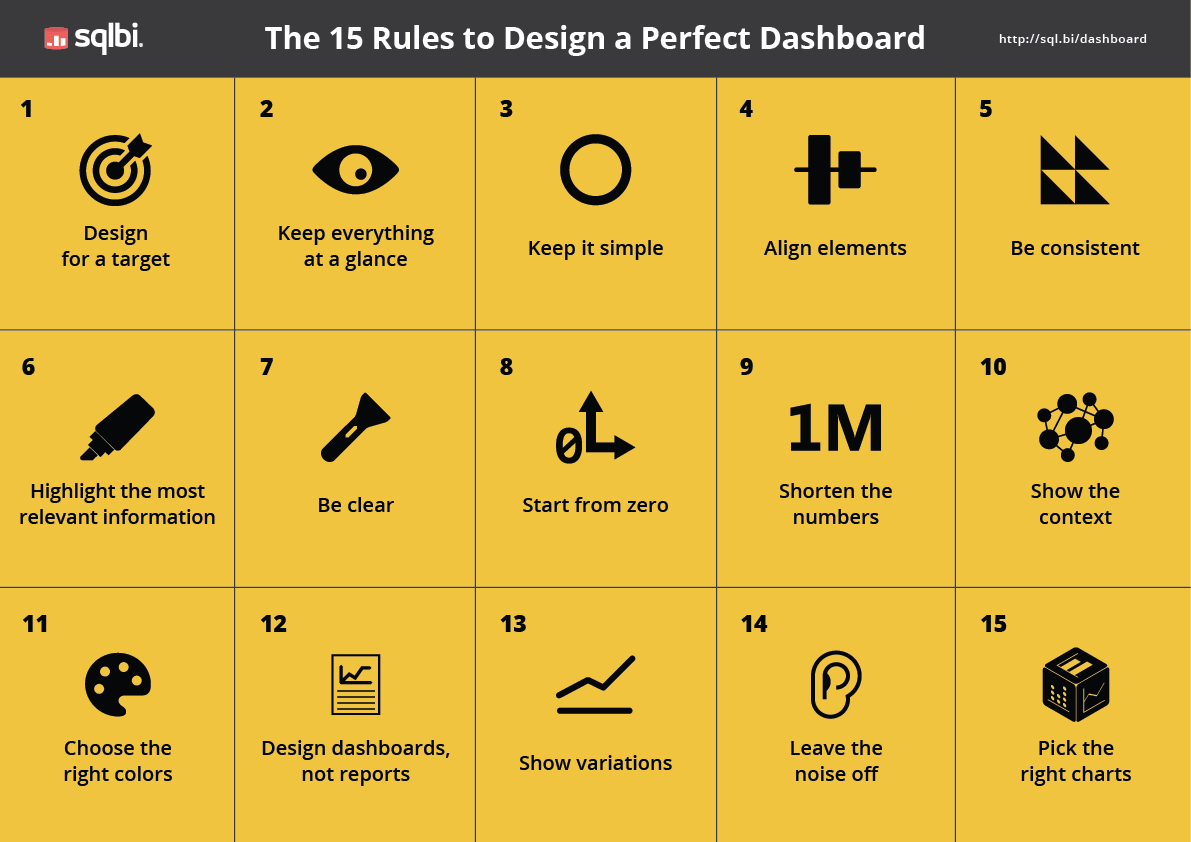 sqlbi.
The 15 Rules to Design a Perfect Dashboard
http://sql.bi/dashboard
1
Design
for a target
2
Keep everything
at a glance
3
Keep it simple
4
Align elements
5
Be consistent
6
Highlight the most
relevant information
7
Be clear
8
0
Start from zero
9
1M
Shorten the
numbers
10
Show the
context
11
Choose the
right colors
12
Design dashboards,
not reports
13
Show variations
14
Leave the
noise off
15
Pick the
right charts